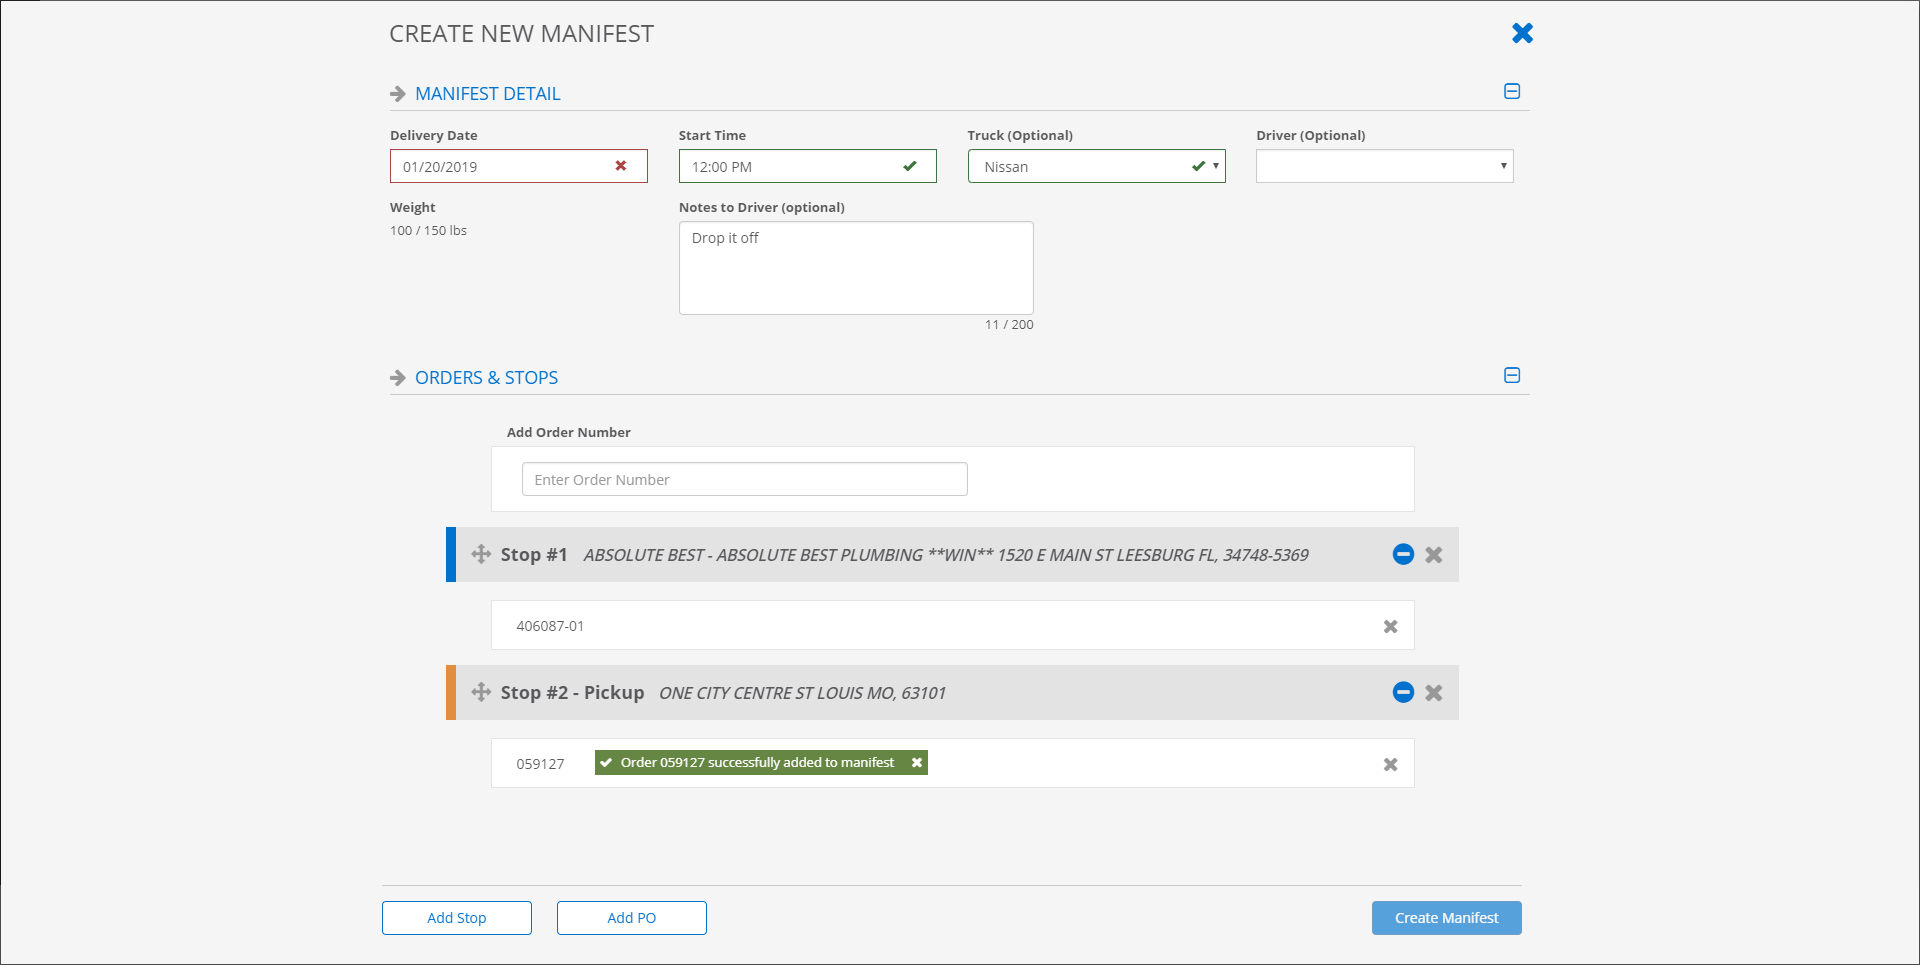 CREATE NEW MANIFEST
MANIFEST DETAIL
Delivery Date
Start Time
Truck (Optional)
Driver (Optional)
01/20/2019
12:00 PM
Nissan
Weight
Notes to Driver (optional)
100 / 150 lbs
Drop it off
11 / 200
ORDERS & STOPS
Add Order Number
Enter Order Number
Stop #1 ABSOLUTE BEST - ABSOLUTE BEST PLUMBING **WIN** 1520 E MAIN ST LEESBURG FL, 34748-5369
406087-01
Stop #2 - Pickup ONE CITY CENTRE ST LOUIS MO, 63101
059127 Order 059127 successfully added to manifest
Add Stop
Add PO
Create Manifest